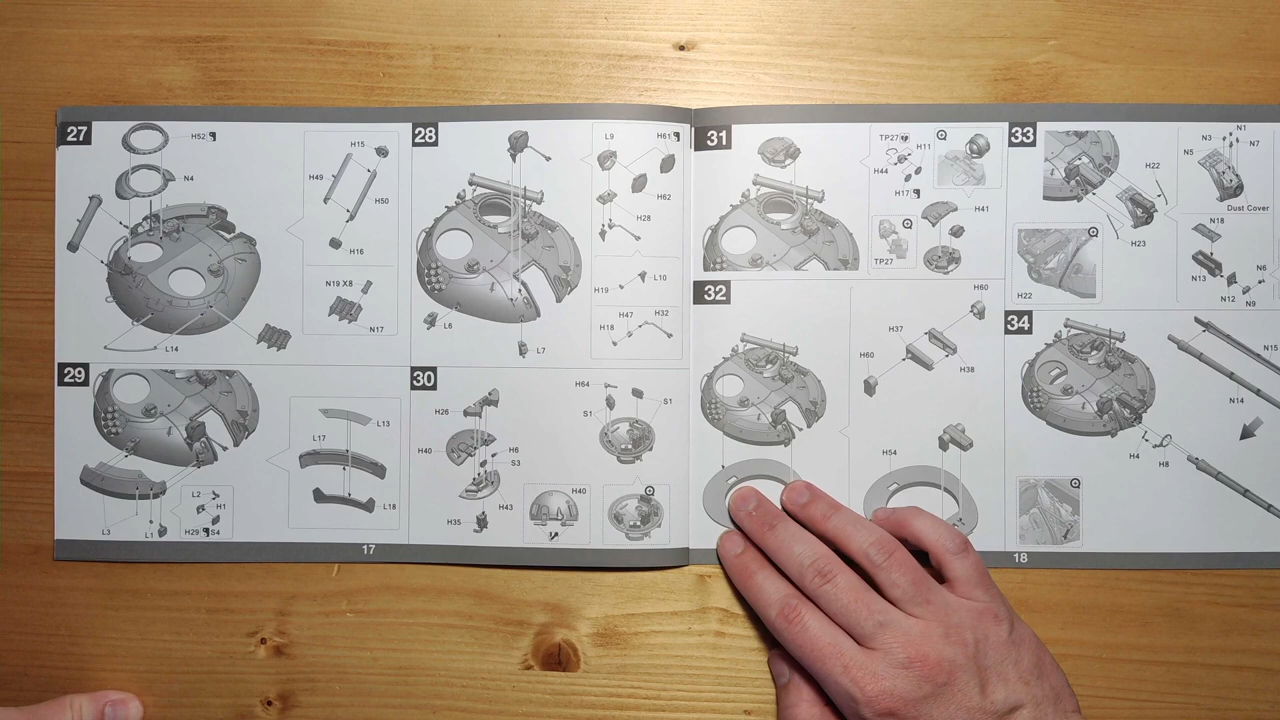 27
H52
N4
L14
H15
H49
H50
H16
N19 X8
N17
28
L6
L7
L9
H61
H62
H28
L10
H19
H47
H32
H18
29
L3
L1
L2
H1
H29
S4
L13
L17
L18
30
H26
H40
H6
S3
H43
H35
H64
S1
S1
H40
17
31
TP27
H11
H44
H17
TP27
H41
32
H60
H37
H60
H38
H54
33
H22
H23
H22
N1
N3
N7
N5
Dust Cover
N18
N13
N6
N12
N9
34
N15
N14
H4
H8
18